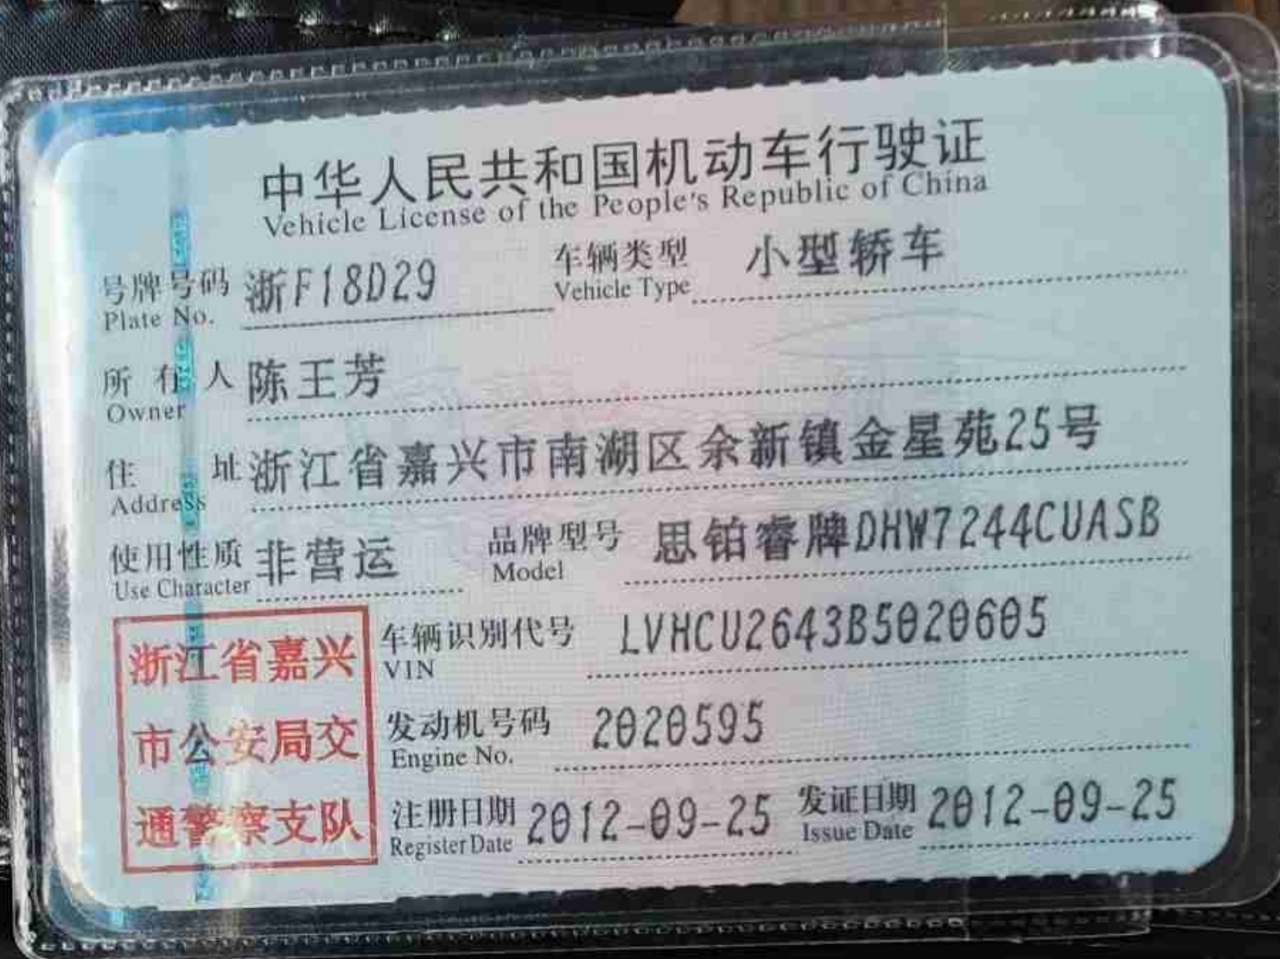 中华人民共和国机动车行驶证
Vehicle License of the People's Republic of China
号牌号码 浙F18D29 车辆类型 小型轿车
Plate No. Vehicle Type
所有人 陈王芳
Owner
住址 浙江省嘉兴市南湖区余新镇金星苑25号
Address
使用性质 非营运 品牌型号 思铂睿牌DHW7244CUASB
Use Character Model
车辆识别代号 LVHCU2643B5020605
VIN
发动机号码 2020595
Engine No.
注册日期 2012-09-25 发证日期 2012-09-25
Register Date Issue Date
浙江省嘉兴
市公安局交
通警察支队